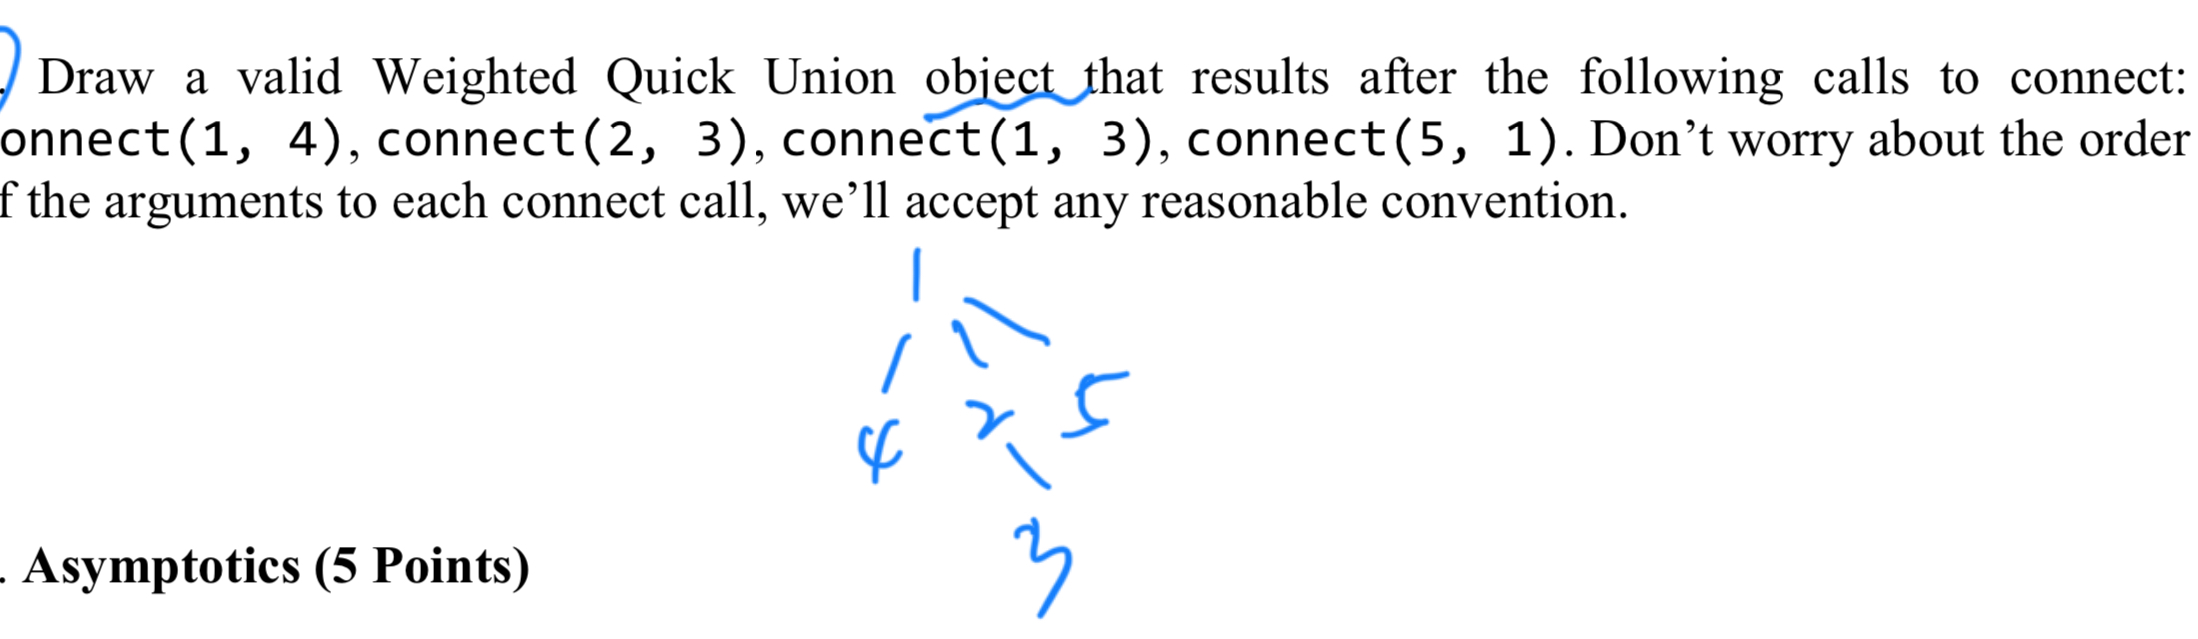 Draw a valid Weighted Quick Union object that results after the following calls to connect:
onnect(1, 4), connect(2, 3), connect(1, 3), connect(5, 1). Don’t worry about the order
f the arguments to each connect call, we’ll accept any reasonable convention.
1
4 2 5
3
. Asymptotics (5 Points)